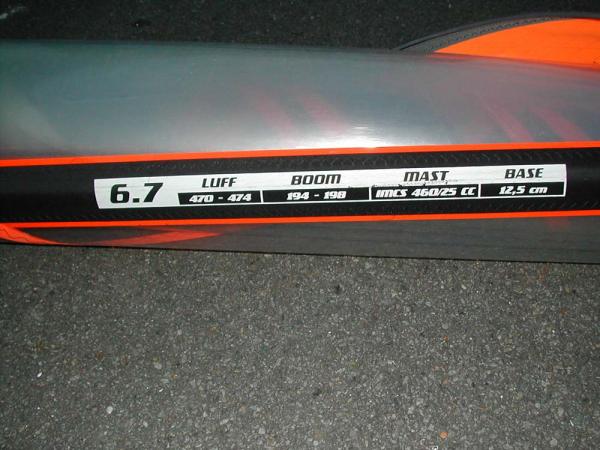 6.7 LUFF BOOM MAST BASE
470 - 474 194 - 198 IMCS 460/25 CC 12,5 cm